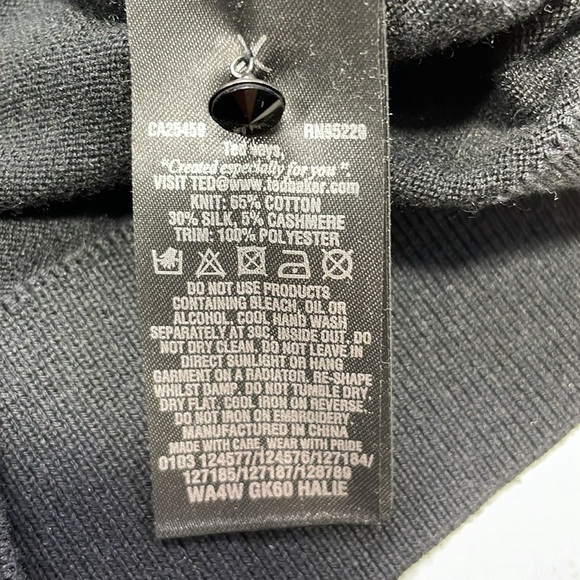 CA25459 RN95229
Ted says,
"Created especially for you".
VISIT TED@www.tedbaker.com
KNIT: 65% COTTON
30% SILK, 5% CASHMERE
TRIM: 100% POLYESTER
DO NOT USE PRODUCTS
CONTAINING BLEACH, OIL OR
ALCOHOL. COOL HAND WASH
SEPARATELY AT 30C, INSIDE OUT. DO
NOT DRY CLEAN. DO NOT LEAVE IN
DIRECT SUNLIGHT OR HANG
GARMENT ON A RADIATOR. RE-SHAPE
WHILST DAMP. DO NOT TUMBLE DRY
DRY FLAT, COOL IRON ON REVERSE.
DO NOT IRON ON EMBROIDERY
MANUFACTURED IN CHINA
MADE WITH CARE, WEAR WITH PRIDE
0103 124577/124576/127184/
127185/127187/128789
WA4W GK60 HALIE